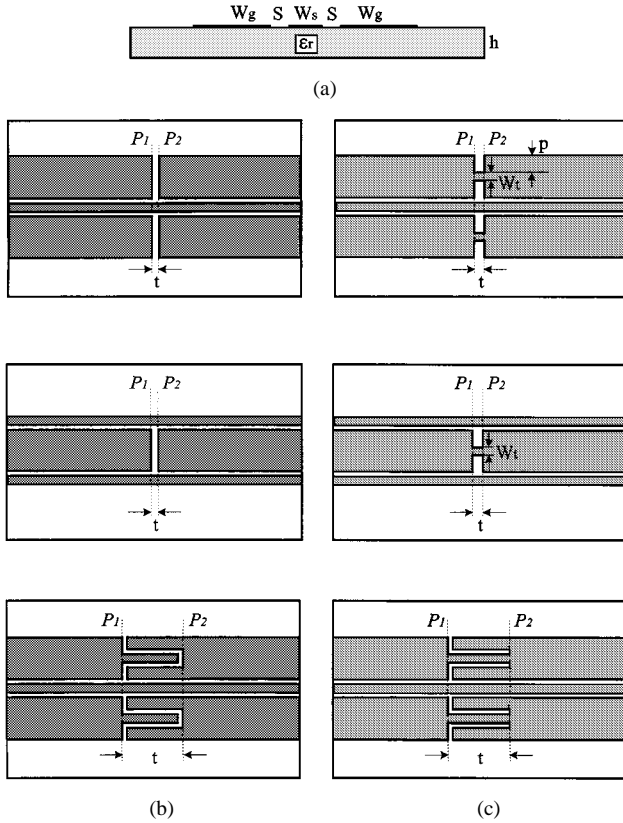 Wg S Ws S Wg
εr h
(a)
P1 P2 P1 P2
p
Wt
t t
P1 P2 P1 P2
Wt
t t
P1 P2 P1 P2
t t
(b) (c)